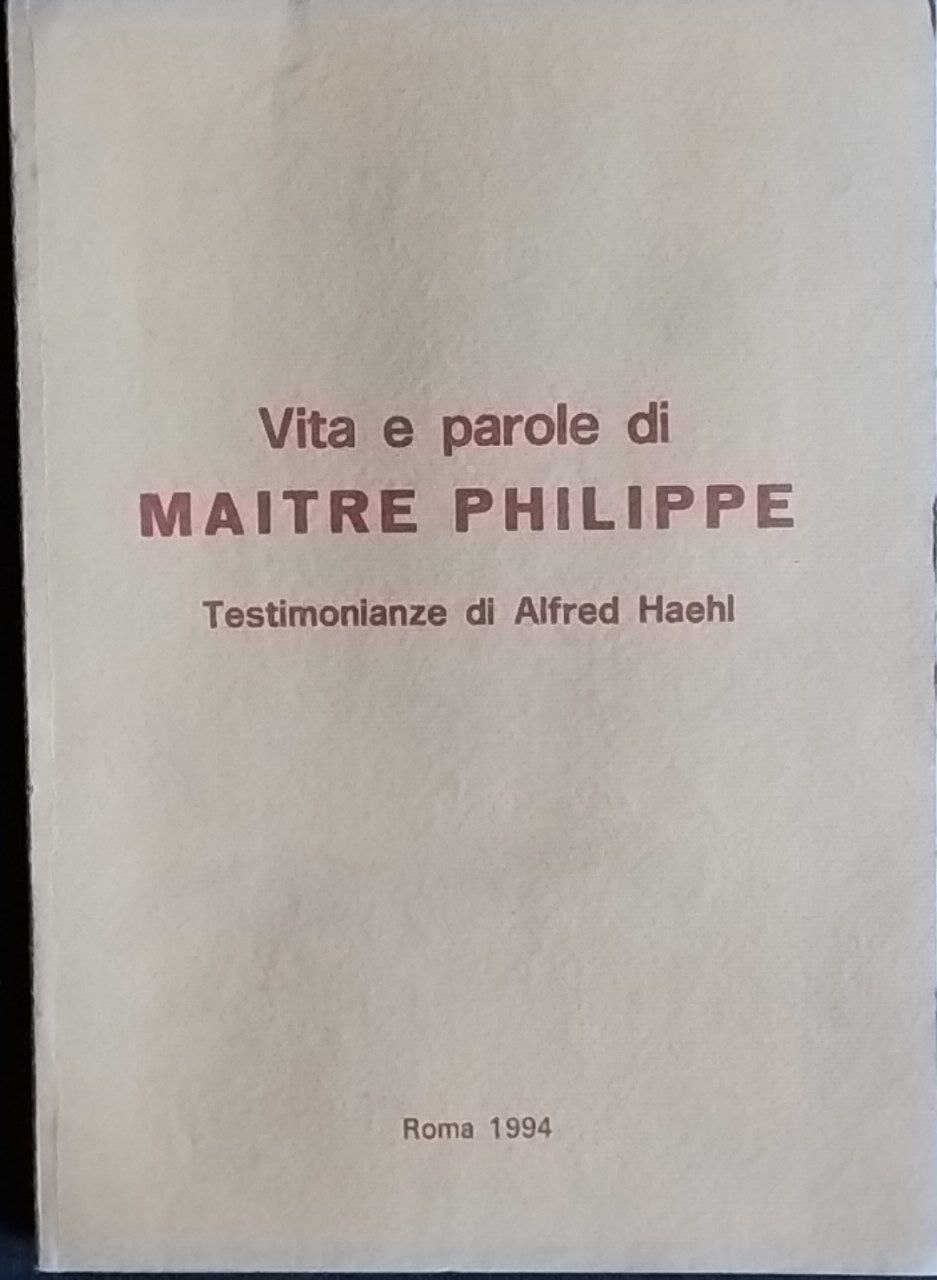 Vita e parole di
MAITRE PHILIPPE
Testimonianze di Alfred Haehl
Roma 1994